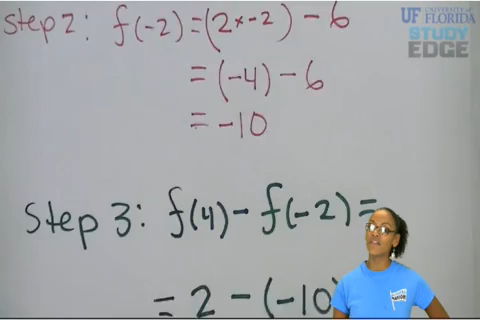 UNIVERSITY of
UF FLORIDA
STUDY
EDGE
Step 2: f(-2) = (2x-2) - 6
= (-4) - 6
= -10
Step 3: f(4) - f(-2) =
= 2 - (-10)